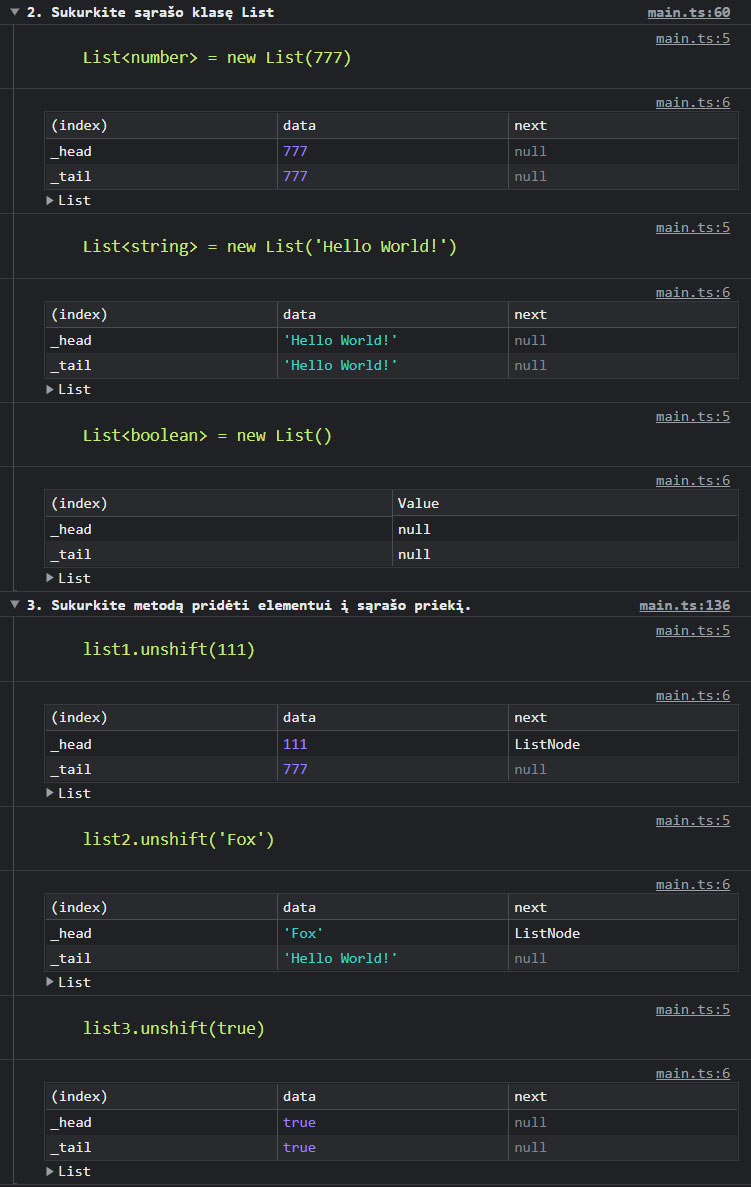 ▼ 2. Sukurkite sąrašo klasę List main.ts:60
main.ts:5
List<number> = new List(777)
main.ts:6
(index) data next
_head 777 null
_tail 777 null
▶ List
main.ts:5
List<string> = new List('Hello World!')
main.ts:6
(index) data next
_head 'Hello World!' null
_tail 'Hello World!' null
▶ List
main.ts:5
List<boolean> = new List()
main.ts:6
(index) Value
_head null
_tail null
▶ List
▼ 3. Sukurkite metodą pridėti elementui į sąrašo priekį. main.ts:136
main.ts:5
list1.unshift(111)
main.ts:6
(index) data next
_head 111 ListNode
_tail 777 null
▶ List
main.ts:5
list2.unshift('Fox')
main.ts:6
(index) data next
_head 'Fox' ListNode
_tail 'Hello World!' null
▶ List
main.ts:5
list3.unshift(true)
main.ts:6
(index) data next
_head true null
_tail true null
▶ List